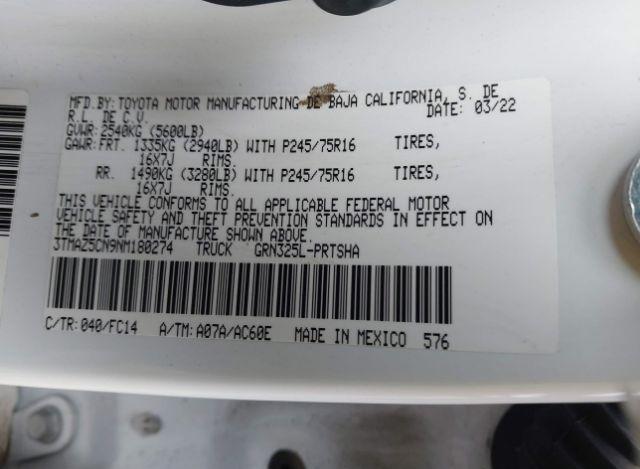 MFD.BY:TOYOTA MOTOR MANUFACTURING DE BAJA CALIFORNIA, S. DE
R.L. DE C.V. DATE: 03/22
GVWR:2540KG (5600LB)
GAWR:FRT. 1335KG (2940LB) WITH P245/75R16 TIRES,
16X7J RIMS.
RR. 1490KG (3280LB) WITH P245/75R16 TIRES,
16X7J RIMS.
THIS VEHICLE CONFORMS TO ALL APPLICABLE FEDERAL MOTOR
VEHICLE SAFETY AND THEFT PREVENTION STANDARDS IN EFFECT ON
THE DATE OF MANUFACTURE SHOWN ABOVE.
3TMAZ5CN9NM180274 TRUCK GRN325L-PRTSHA
C/TR:040/FC14 A/TM:A07A/AC60E MADE IN MEXICO 576